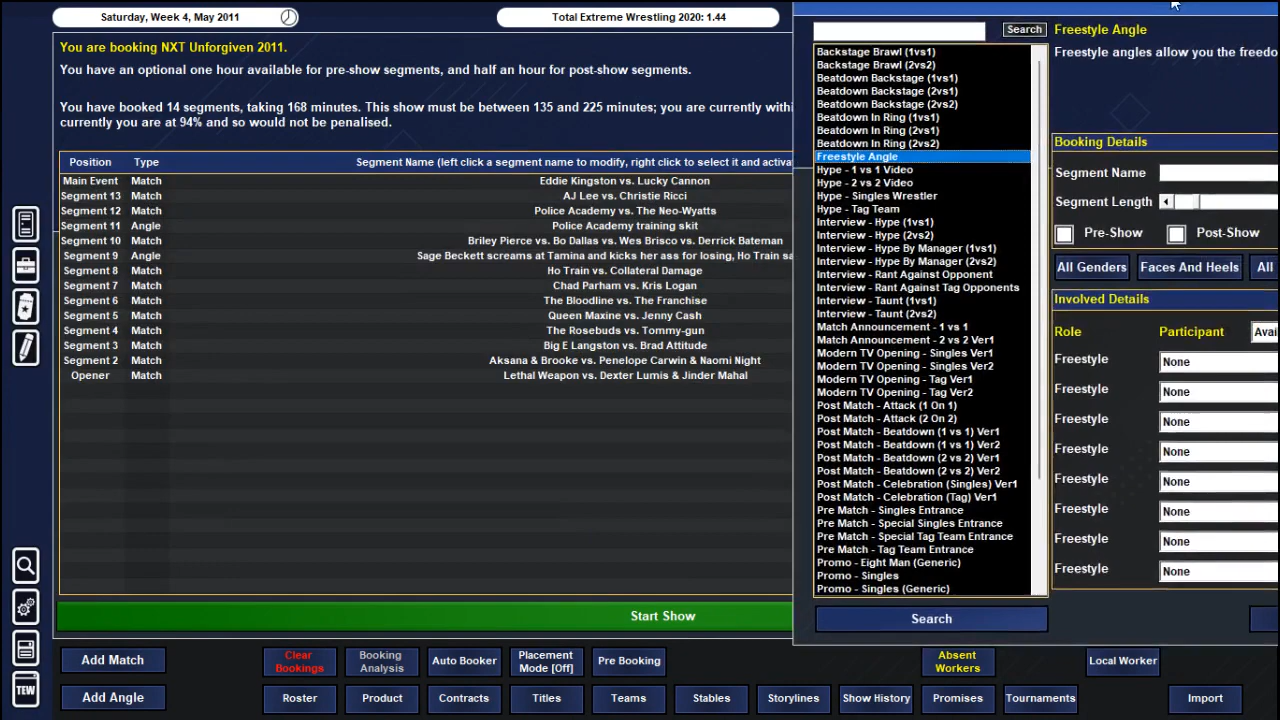 Saturday, Week 4, May 2011
Total Extreme Wrestling 2020: 1.44
You are booking NXT Unforgiven 2011.
You have an optional one hour available for pre-show segments, and half an hour for post-show segments.
You have booked 14 segments, taking 168 minutes. This show must be between 135 and 225 minutes; you are currently withi
currently you are at 94% and so would not be penalised.
Position Type Segment Name (left click a segment name to modify, right click to select it and activa
Main Event Match Eddie Kingston vs. Lucky Cannon
Segment 13 Match AJ Lee vs. Christie Ricci
Segment 12 Match Police Academy vs. The Neo-Wyatts
Segment 11 Angle Police Academy training skit
Segment 10 Match Briley Pierce vs. Bo Dallas vs. Wes Brisco vs. Derrick Bateman
Segment 9 Angle Sage Beckett screams at Tamina and kicks her ass for losing, Ho Train sa
Segment 8 Match Ho Train vs. Collateral Damage
Segment 7 Match Chad Parham vs. Kris Logan
Segment 6 Match The Bloodline vs. The Franchise
Segment 5 Match Queen Maxine vs. Jenny Cash
Segment 4 Match The Rosebuds vs. Tommy-gun
Segment 3 Match Big E Langston vs. Brad Attitude
Segment 2 Match Aksana & Brooke vs. Penelope Carwin & Naomi Night
Opener Match Lethal Weapon vs. Dexter Lumis & Jinder Mahal
Start Show
Search
Backstage Brawl (1vs1)
Backstage Brawl (2vs2)
Beatdown Backstage (1vs1)
Beatdown Backstage (2vs1)
Beatdown Backstage (2vs2)
Beatdown In Ring (1vs1)
Beatdown In Ring (2vs1)
Beatdown In Ring (2vs2)
Freestyle Angle
Hype - 1 vs 1 Video
Hype - 2 vs 2 Video
Hype - Singles Wrestler
Hype - Tag Team
Interview - Hype (1vs1)
Interview - Hype (2vs2)
Interview - Hype By Manager (1vs1)
Interview - Hype By Manager (2vs2)
Interview - Rant Against Opponent
Interview - Rant Against Tag Opponents
Interview - Taunt (1vs1)
Interview - Taunt (2vs2)
Match Announcement - 1 vs 1
Match Announcement - 2 vs 2 Ver1
Modern TV Opening - Singles Ver1
Modern TV Opening - Singles Ver2
Modern TV Opening - Tag Ver1
Modern TV Opening - Tag Ver2
Post Match - Attack (1 On 1)
Post Match - Attack (2 On 2)
Post Match - Beatdown (1 vs 1) Ver1
Post Match - Beatdown (1 vs 1) Ver2
Post Match - Beatdown (2 vs 2) Ver1
Post Match - Beatdown (2 vs 2) Ver2
Post Match - Celebration (Singles) Ver1
Post Match - Celebration (Tag) Ver1
Pre Match - Singles Entrance
Pre Match - Special Singles Entrance
Pre Match - Special Tag Team Entrance
Pre Match - Tag Team Entrance
Promo - Eight Man (Generic)
Promo - Singles
Promo - Singles (Generic)
Search
Freestyle Angle
Freestyle angles allow you the freedo
Booking Details
Segment Name
Segment Length
Pre-Show Post-Show
All Genders Faces And Heels All
Involved Details
Role Participant Avai
Freestyle None
Freestyle None
Freestyle None
Freestyle None
Freestyle None
Freestyle None
Freestyle None
Freestyle None
Add Match Clear Bookings Booking Analysis Auto Booker Placement Mode [Off] Pre Booking Absent Workers Local Worker
TEW Add Angle Roster Product Contracts Titles Teams Stables Storylines Show History Promises Tournaments Import